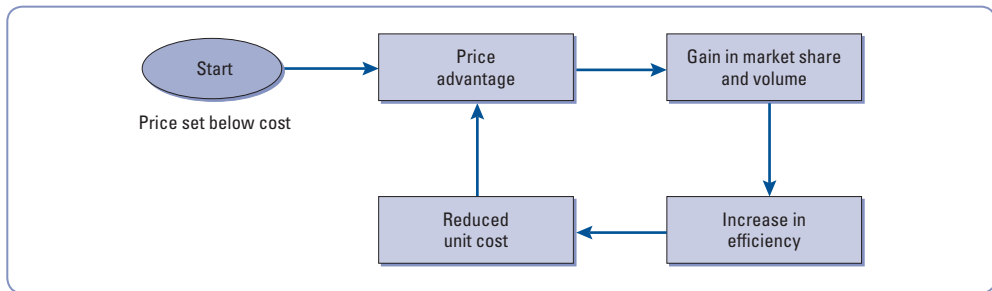 Start
Price set below cost
Price
advantage
Gain in market share
and volume
Reduced
unit cost
Increase in
efficiency